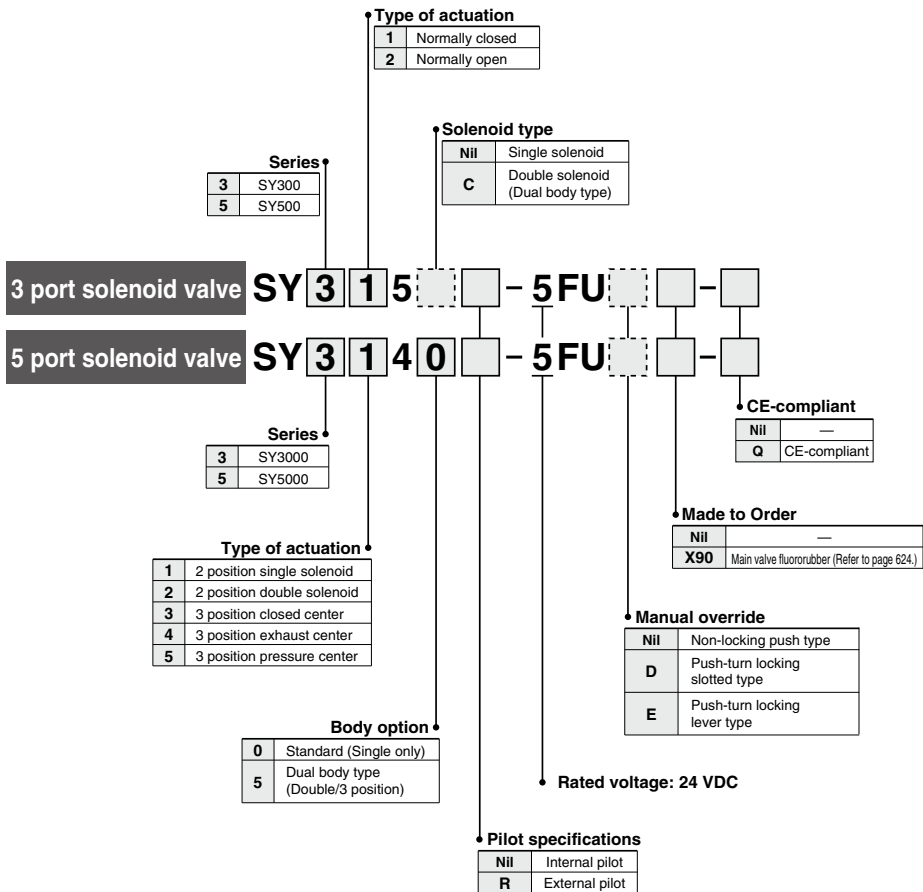 Type of actuation
1 Normally closed
2 Normally open
Solenoid type
Nil Single solenoid
C Double solenoid
(Dual body type)
Series
3 SY300
5 SY500
3 port solenoid valve SY 3 1 5 - 5 FU -
5 port solenoid valve SY 3 1 4 0 - 5 FU -
CE-compliant
Nil —
Q CE-compliant
Series
3 SY3000
5 SY5000
Made to Order
Nil —
X90 Main valve fluororubber (Refer to page 624.)
Type of actuation
1 2 position single solenoid
2 2 position double solenoid
3 3 position closed center
4 3 position exhaust center
5 3 position pressure center
Manual override
Nil Non-locking push type
D Push-turn locking
slotted type
E Push-turn locking
lever type
Body option
0 Standard (Single only)
5 Dual body type
(Double/3 position)
Rated voltage: 24 VDC
Pilot specifications
Nil Internal pilot
R External pilot